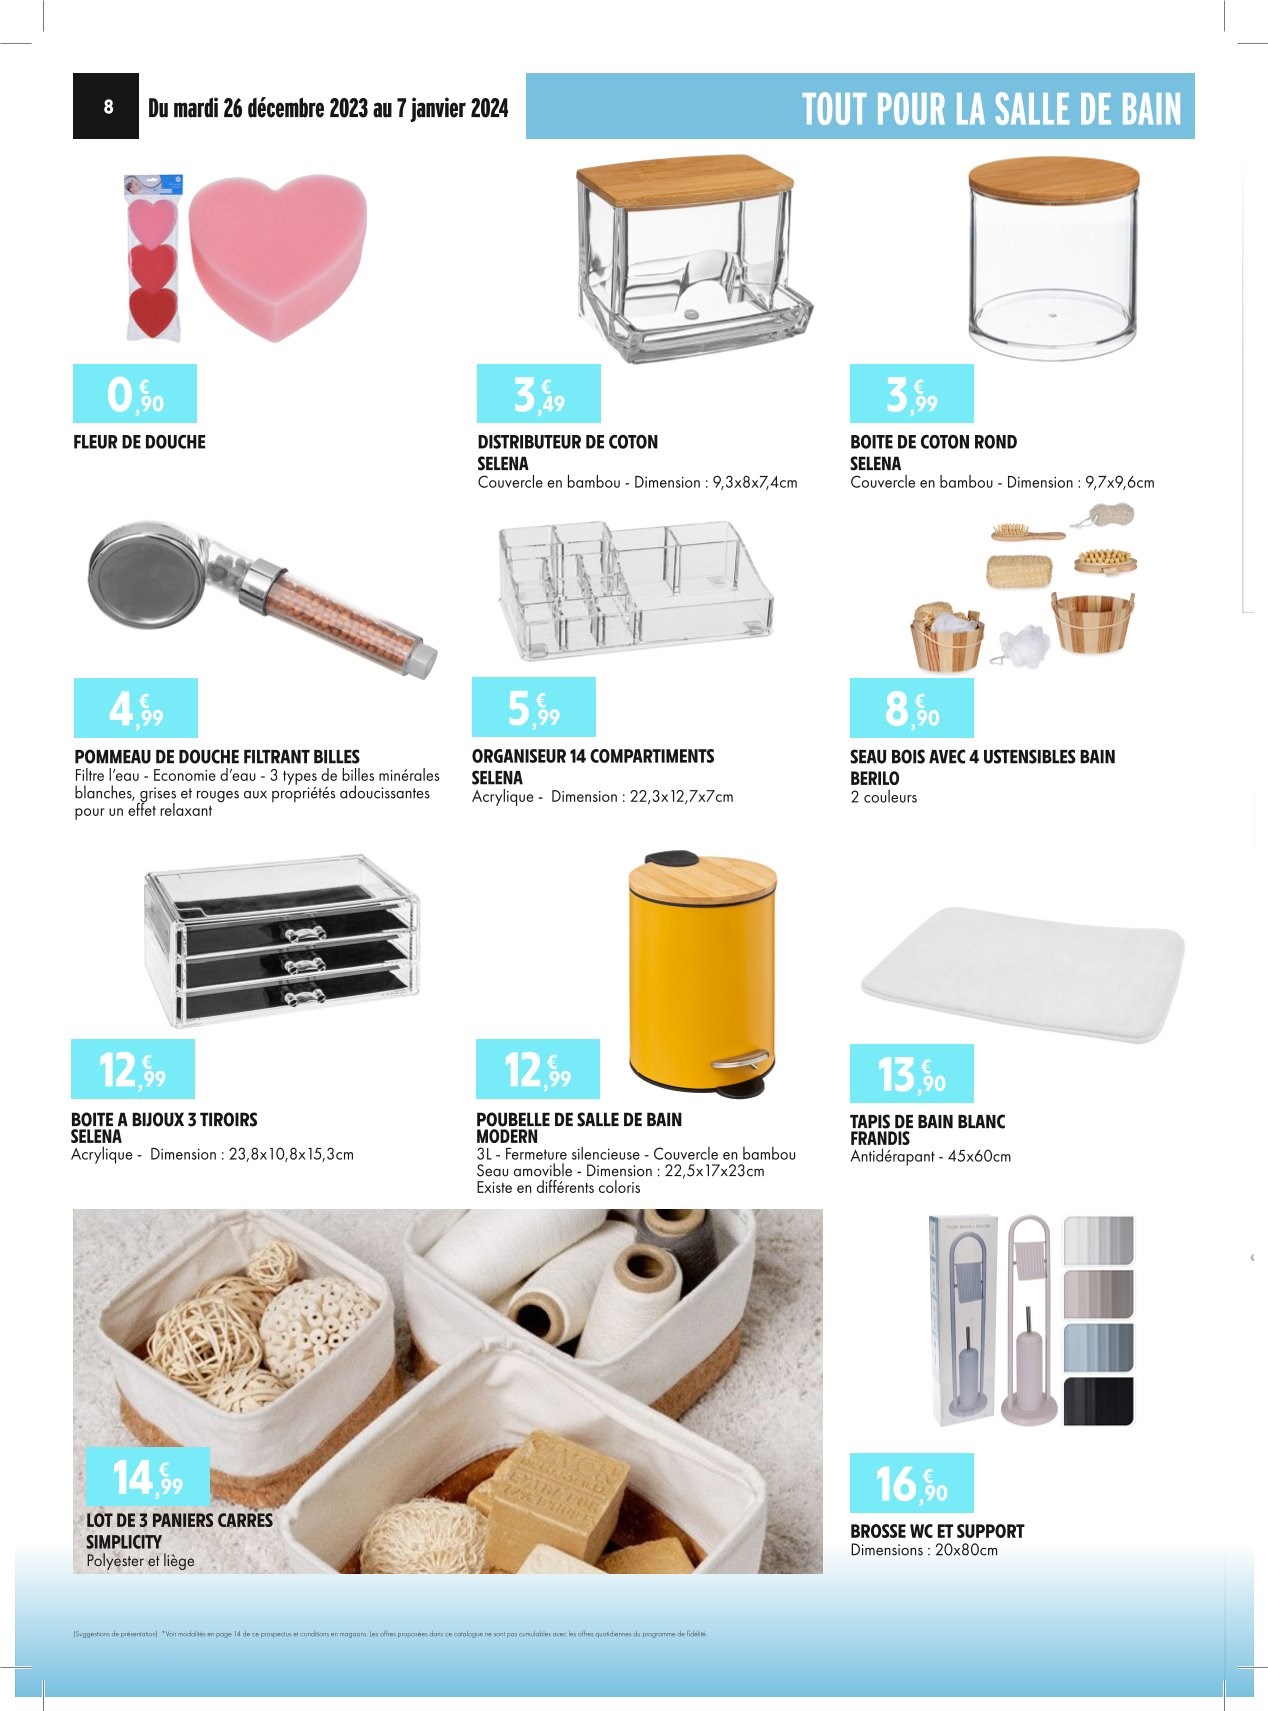 8
Du mardi 26 décembre 2023 au 7 janvier 2024
TOUT POUR LA SALLE DE BAIN
0€,90
FLEUR DE DOUCHE
3€,49
DISTRIBUTEUR DE COTON
SELENA
Couvercle en bambou - Dimension : 9,3x8x7,4cm
3€,99
BOITE DE COTON ROND
SELENA
Couvercle en bambou - Dimension : 9,7x9,6cm
4€,99
POMMEAU DE DOUCHE FILTRANT BILLES
Filtre l'eau - Economie d'eau - 3 types de billes minérales
blanches, grises et rouges aux propriétés adoucissantes
pour un effet relaxant
5€,99
ORGANISEUR 14 COMPARTIMENTS
SELENA
Acrylique - Dimension : 22,3x12,7x7cm
8€,90
SEAU BOIS AVEC 4 USTENSIBLES BAIN
BERILO
2 couleurs
12€,99
BOITE A BIJOUX 3 TIROIRS
SELENA
Acrylique - Dimension : 23,8x10,8x15,3cm
12€,99
POUBELLE DE SALLE DE BAIN
MODERN
3L - Fermeture silencieuse - Couvercle en bambou
Seau amovible - Dimension : 22,5x17x23cm
Existe en différents coloris
13€,90
TAPIS DE BAIN BLANC
FRANDIS
Antidérapant - 45x60cm
14€,99
LOT DE 3 PANIERS CARRES
SIMPLICITY
Polyester et liège
16€,90
BROSSE WC ET SUPPORT
Dimensions : 20x80cm
(Suggestions de présentation) *Voir modalités en page 14 de ce prospectus et conditions en magasins. Les offres proposées dans ce catalogue ne sont pas cumulables avec les offres quotidiennes du programme de fidélité.